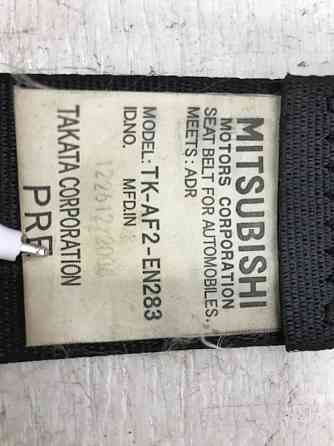 MITSUBISHI
MOTORS CORPORATION
SEAT BELT FOR AUTOMOBILES.,
MEETS: ADR
MODEL: TK-AF2-EN283
ID.NO. MFD.IN
TAKATA CORPORATION